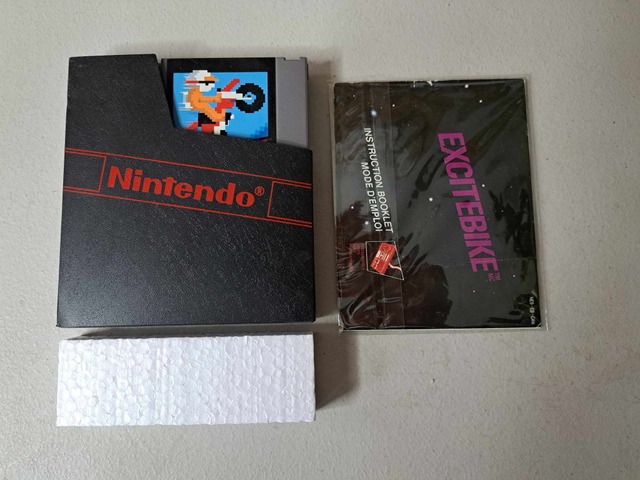 Nintendo®
EXCITEBIKE
INSTRUCTION BOOKLET
MODE D'EMPLOI